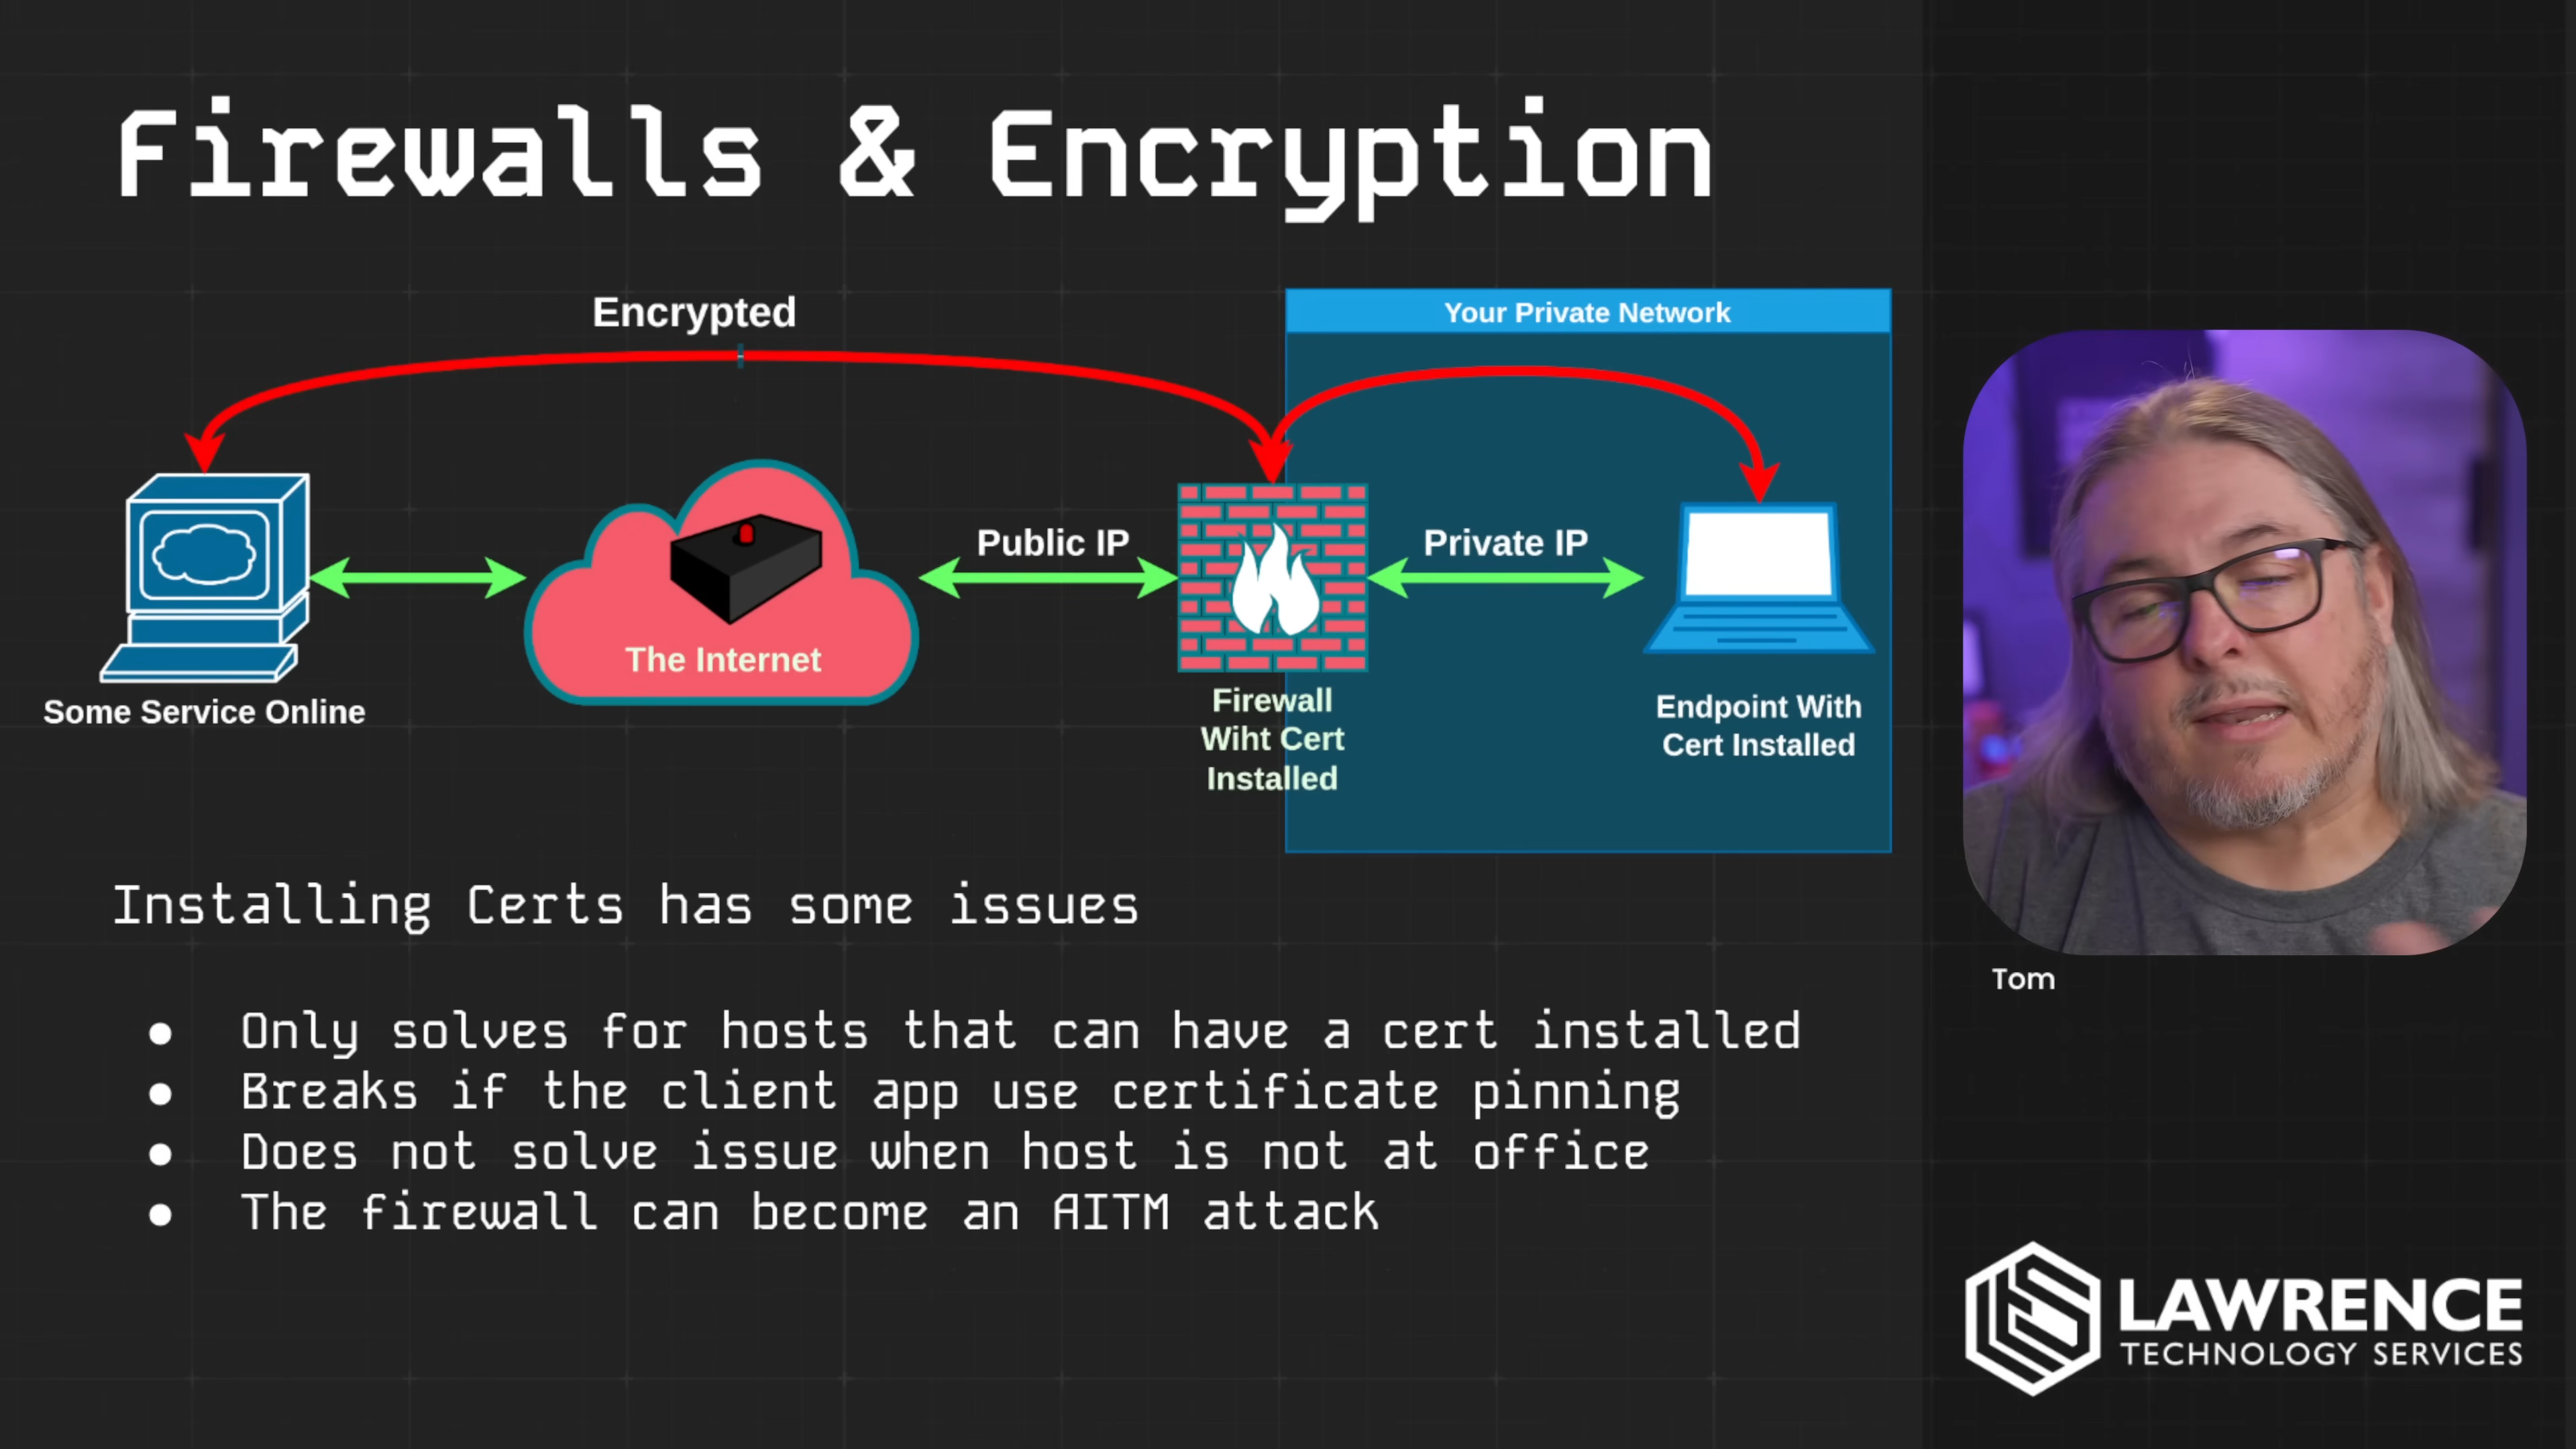 Firewalls & Encryption
Encrypted
Your Private Network
Public IP
Private IP
The Internet
Some Service Online
Firewall
Wiht Cert
Installed
Endpoint With
Cert Installed
Installing Certs has some issues
● Only solves for hosts that can have a cert installed
● Breaks if the client app use certificate pinning
● Does not solve issue when host is not at office
● The firewall can become an AITM attack
Tom
LAWRENCE
TECHNOLOGY SERVICES